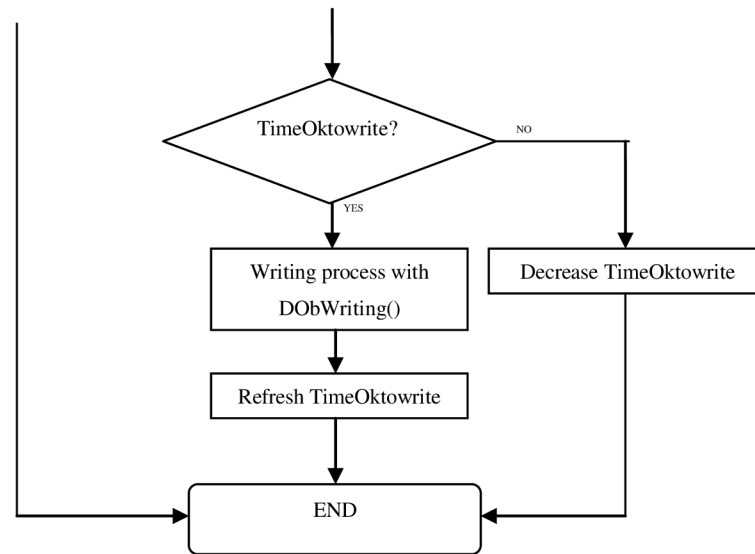 TimeOktowrite?
NO
YES
Writing process with
DObWriting()
Decrease TimeOktowrite
Refresh TimeOktowrite
END